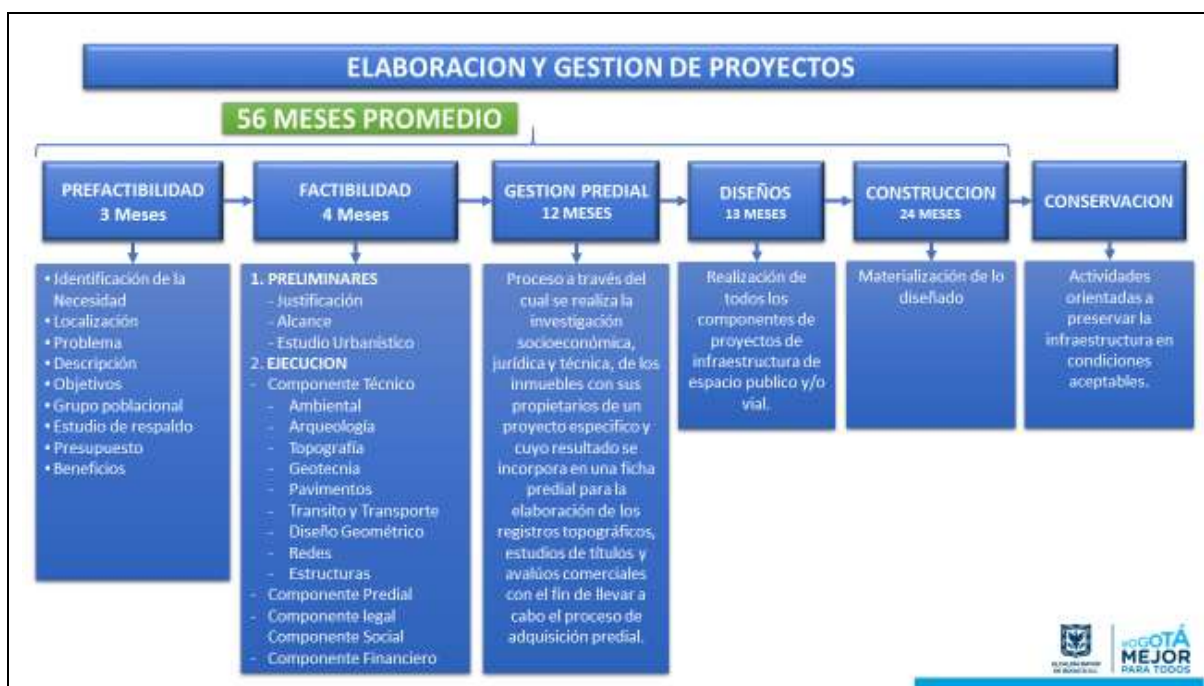 ELABORACION Y GESTION DE PROYECTOS
56 MESES PROMEDIO
PREFACTIBILIDAD
3 Meses
• Identificación de la
Necesidad
• Localización
• Problema
• Descripción
• Objetivos
• Grupo poblacional
• Estudio de respaldo
• Presupuesto
• Beneficios
FACTIBILIDAD
4 Meses
1. PRELIMINARES
- Justificación
- Alcance
- Estudio Urbanístico
2. EJECUCION
- Componente Técnico
- Ambiental
- Arqueología
- Topografía
- Geotecnia
- Pavimentos
- Transito y Transporte
- Diseño Geométrico
- Redes
- Estructuras
- Componente Predial
- Componente legal
Componente Social
- Componente Financiero
GESTION PREDIAL
12 MESES
Proceso a través del
cual se realiza la
investigación
socioeconómica,
jurídica y técnica, de los
inmuebles con sus
propietarios de un
proyecto especifico y
cuyo resultado se
incorpora en una ficha
predial para la
elaboración de los
registros topográficos,
estudios de títulos y
avalúos comerciales
con el fin de llevar a
cabo el proceso de
adquisición predial.
DISEÑOS
13 MESES
Realización de
todos los
componentes de
proyectos de
infraestructura de
espacio publico y/o
vial.
CONSTRUCCION
24 MESES
Materialización de lo
diseñado
CONSERVACION
Actividades
orientadas a
preservar la
infraestructura en
condiciones
aceptables.
ALCALDÍA MAYOR
DE BOGOTÁ D.C.
BOGOTÁ
MEJOR
PARA TODOS